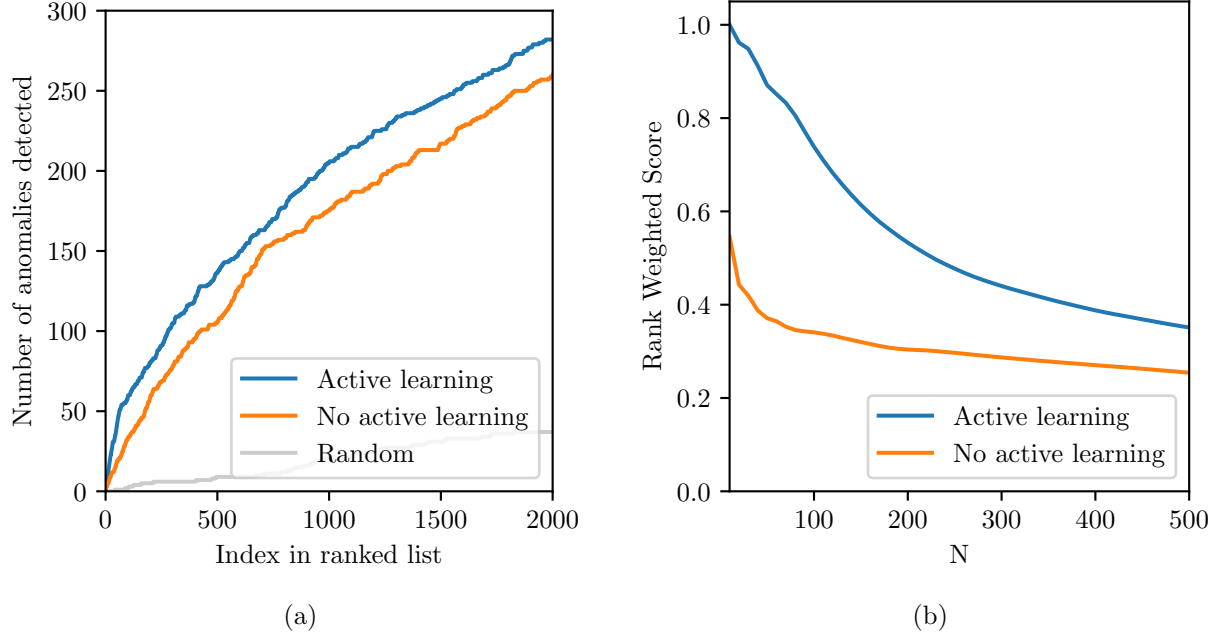 300
250
200
150
100
50
0
Number of anomalies detected
Active learning
No active learning
Random
0 500 1000 1500 2000
Index in ranked list
(a)
1.0
0.8
0.6
0.4
0.2
0.0
Rank Weighted Score
Active learning
No active learning
100 200 300 400 500
N
(b)